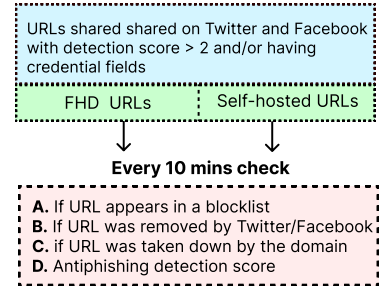 URLs shared shared on Twitter and Facebook
with detection score > 2 and/or having
credential fields
FHD URLs
Self-hosted URLs
Every 10 mins check
A. If URL appears in a blocklist
B. If URL was removed by Twitter/Facebook
C. if URL was taken down by the domain
D. Antiphishing detection score